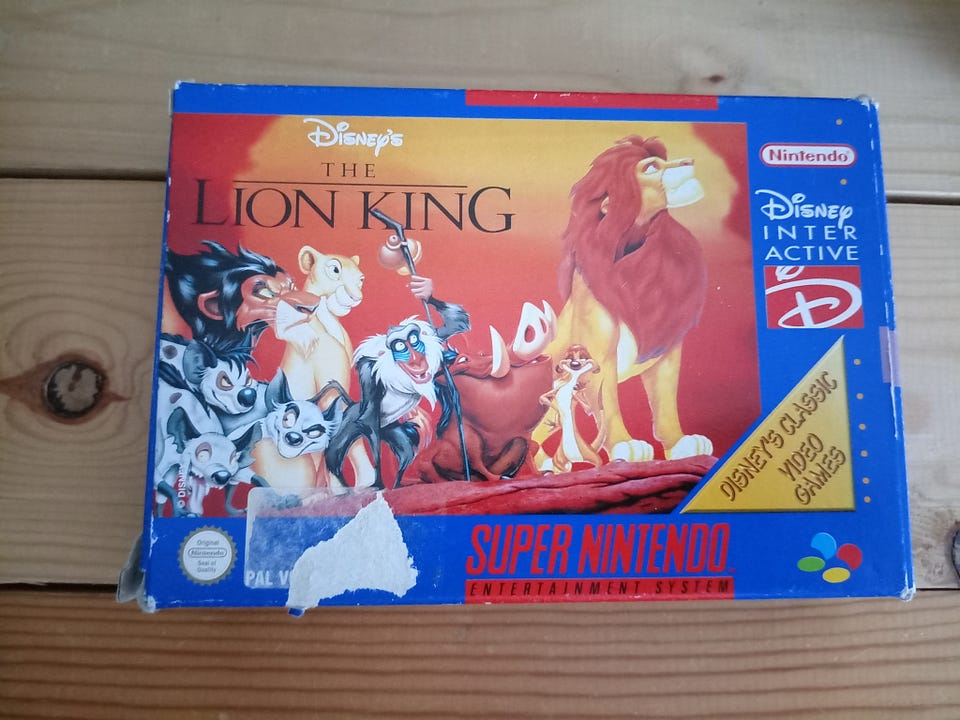 Disney's
THE
LION KING
Nintendo®
Disney
INTER
ACTIVE
D
DISNEY'S CLASSIC
VIDEO
GAMES
© DISN
Original
Nintendo
Seal of
Quality
PAL V
SUPER NINTENDO
ENTERTAINMENT SYSTEM